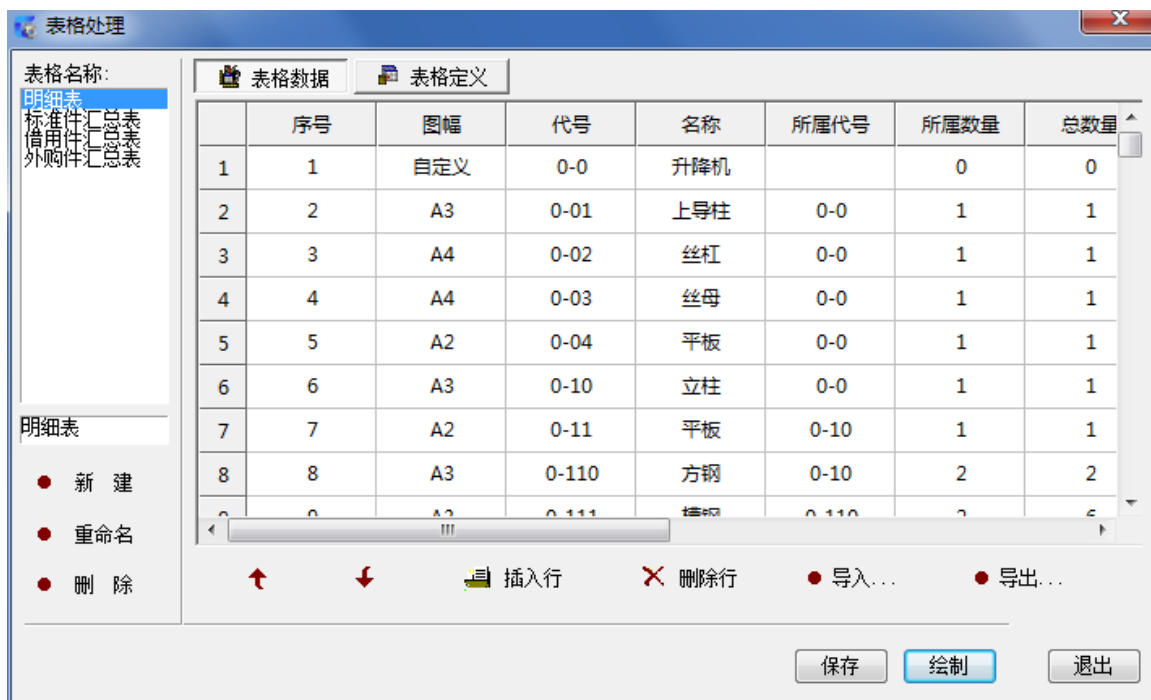 表格处理
表格名称:
明细表
标准件汇总表
借用件汇总表
外购件汇总表
明细表
新 建
重命名
删 除
表格数据 表格定义
序号 图幅 代号 名称 所属代号 所属数量 总数量
1 1 自定义 0-0 升降机 0 0
2 2 A3 0-01 上导柱 0-0 1 1
3 3 A4 0-02 丝杠 0-0 1 1
4 4 A4 0-03 丝母 0-0 1 1
5 5 A2 0-04 平板 0-0 1 1
6 6 A3 0-10 立柱 0-0 1 1
7 7 A2 0-11 平板 0-10 1 1
8 8 A3 0-110 方钢 0-10 2 2
插入行 删除行 导入... 导出...
保存 绘制 退出